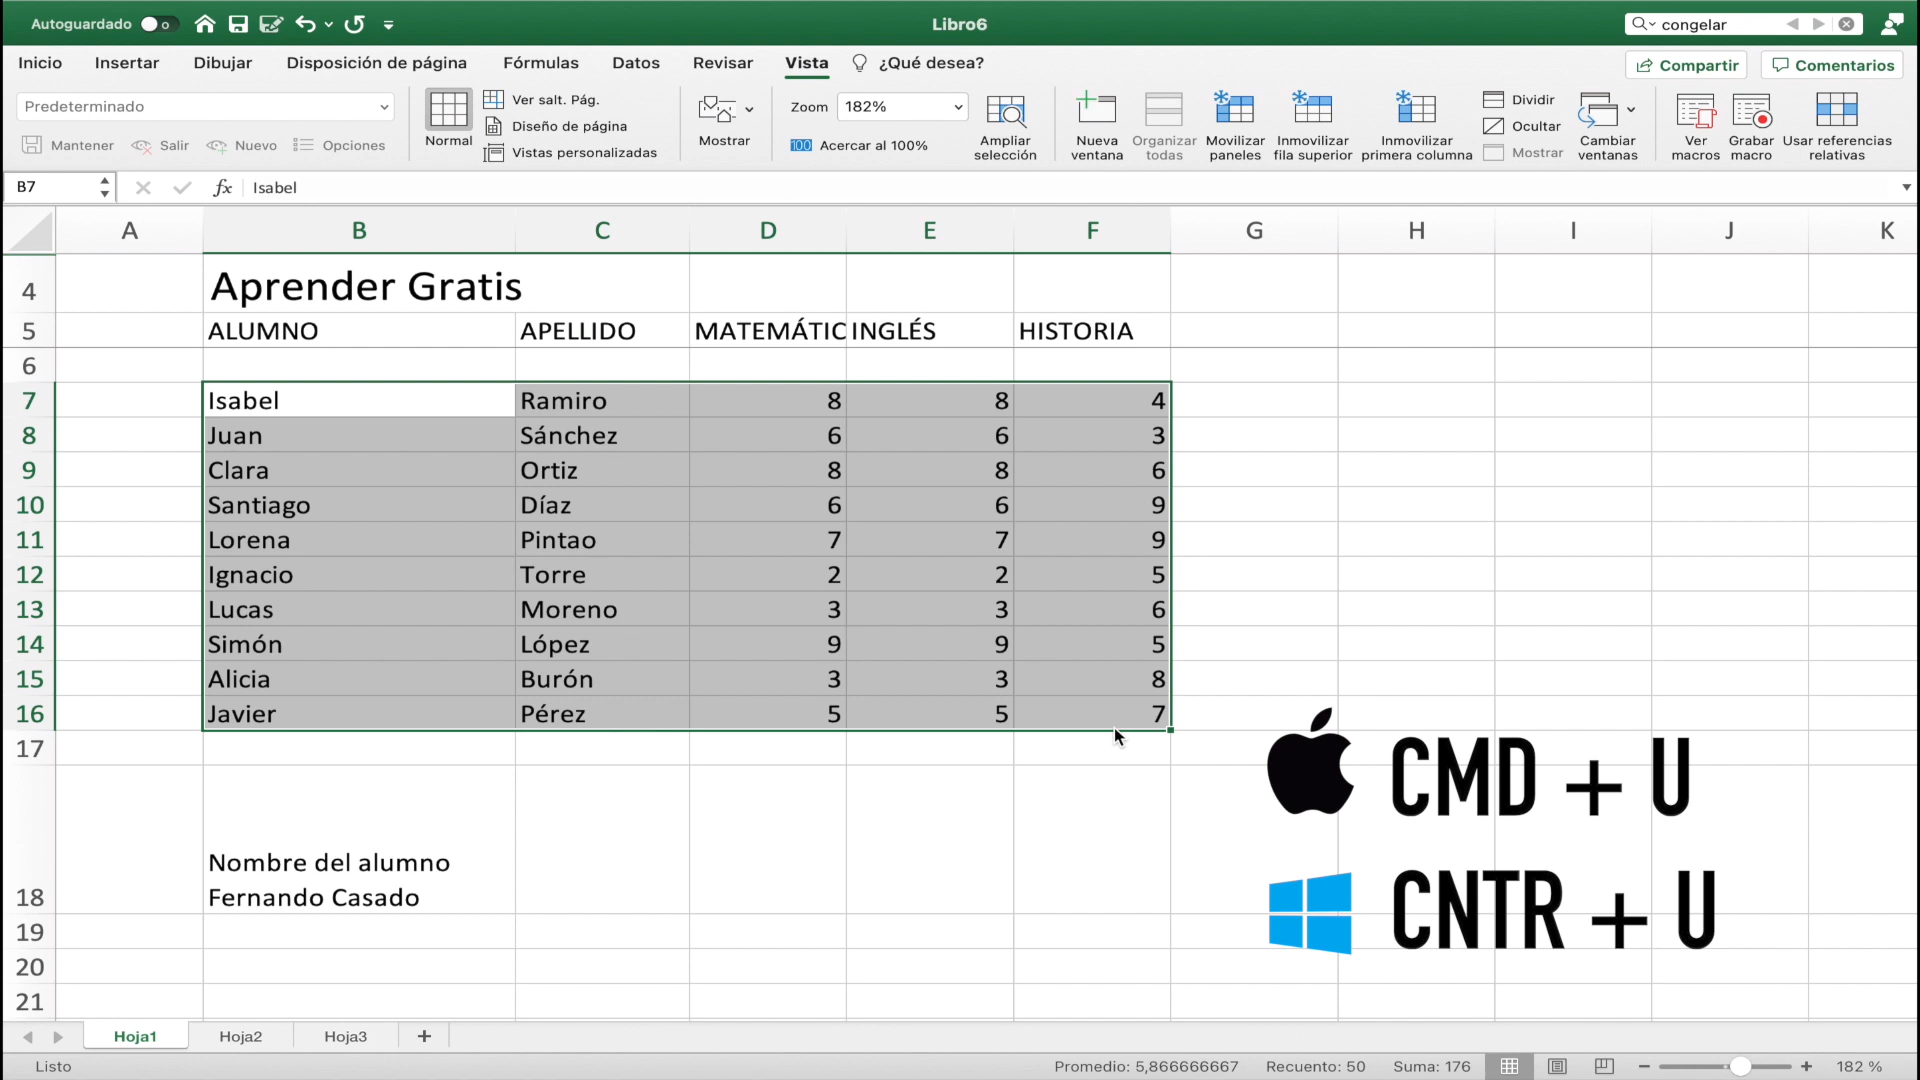 Autoguardado
Libro6
congelar
Inicio Insertar Dibujar Disposición de página Fórmulas Datos Revisar Vista ¿Qué desea? Compartir Comentarios
Predeterminado
Mantener Salir Nuevo Opciones
Normal
Ver salt. Pág.
Diseño de página
Vistas personalizadas
Mostrar
Zoom 182%
100 Acercar al 100%
Ampliar
selección
Nueva
ventana
Organizar
todas
Movilizar
paneles
Inmovilizar
fila superior
Inmovilizar
primera columna
Dividir
Ocultar
Mostrar
Cambiar
ventanas
Ver
macros
Grabar
macro
Usar referencias
relativas
B7 fx Isabel
A B C D E F G H I J K
4 Aprender Gratis
5 ALUMNO APELLIDO MATEMÁTIC INGLÉS HISTORIA
6
7 Isabel Ramiro 8 8 4
8 Juan Sánchez 6 6 3
9 Clara Ortiz 8 8 6
10 Santiago Díaz 6 6 9
11 Lorena Pintao 7 7 9
12 Ignacio Torre 2 2 5
13 Lucas Moreno 3 3 6
14 Simón López 9 9 5
15 Alicia Burón 3 3 8
16 Javier Pérez 5 5 7
17
CMD + U
Nombre del alumno
18 Fernando Casado
CNTR + U
19
20
21
Hoja1 Hoja2 Hoja3 +
Listo Promedio: 5,866666667 Recuento: 50 Suma: 176 182 %